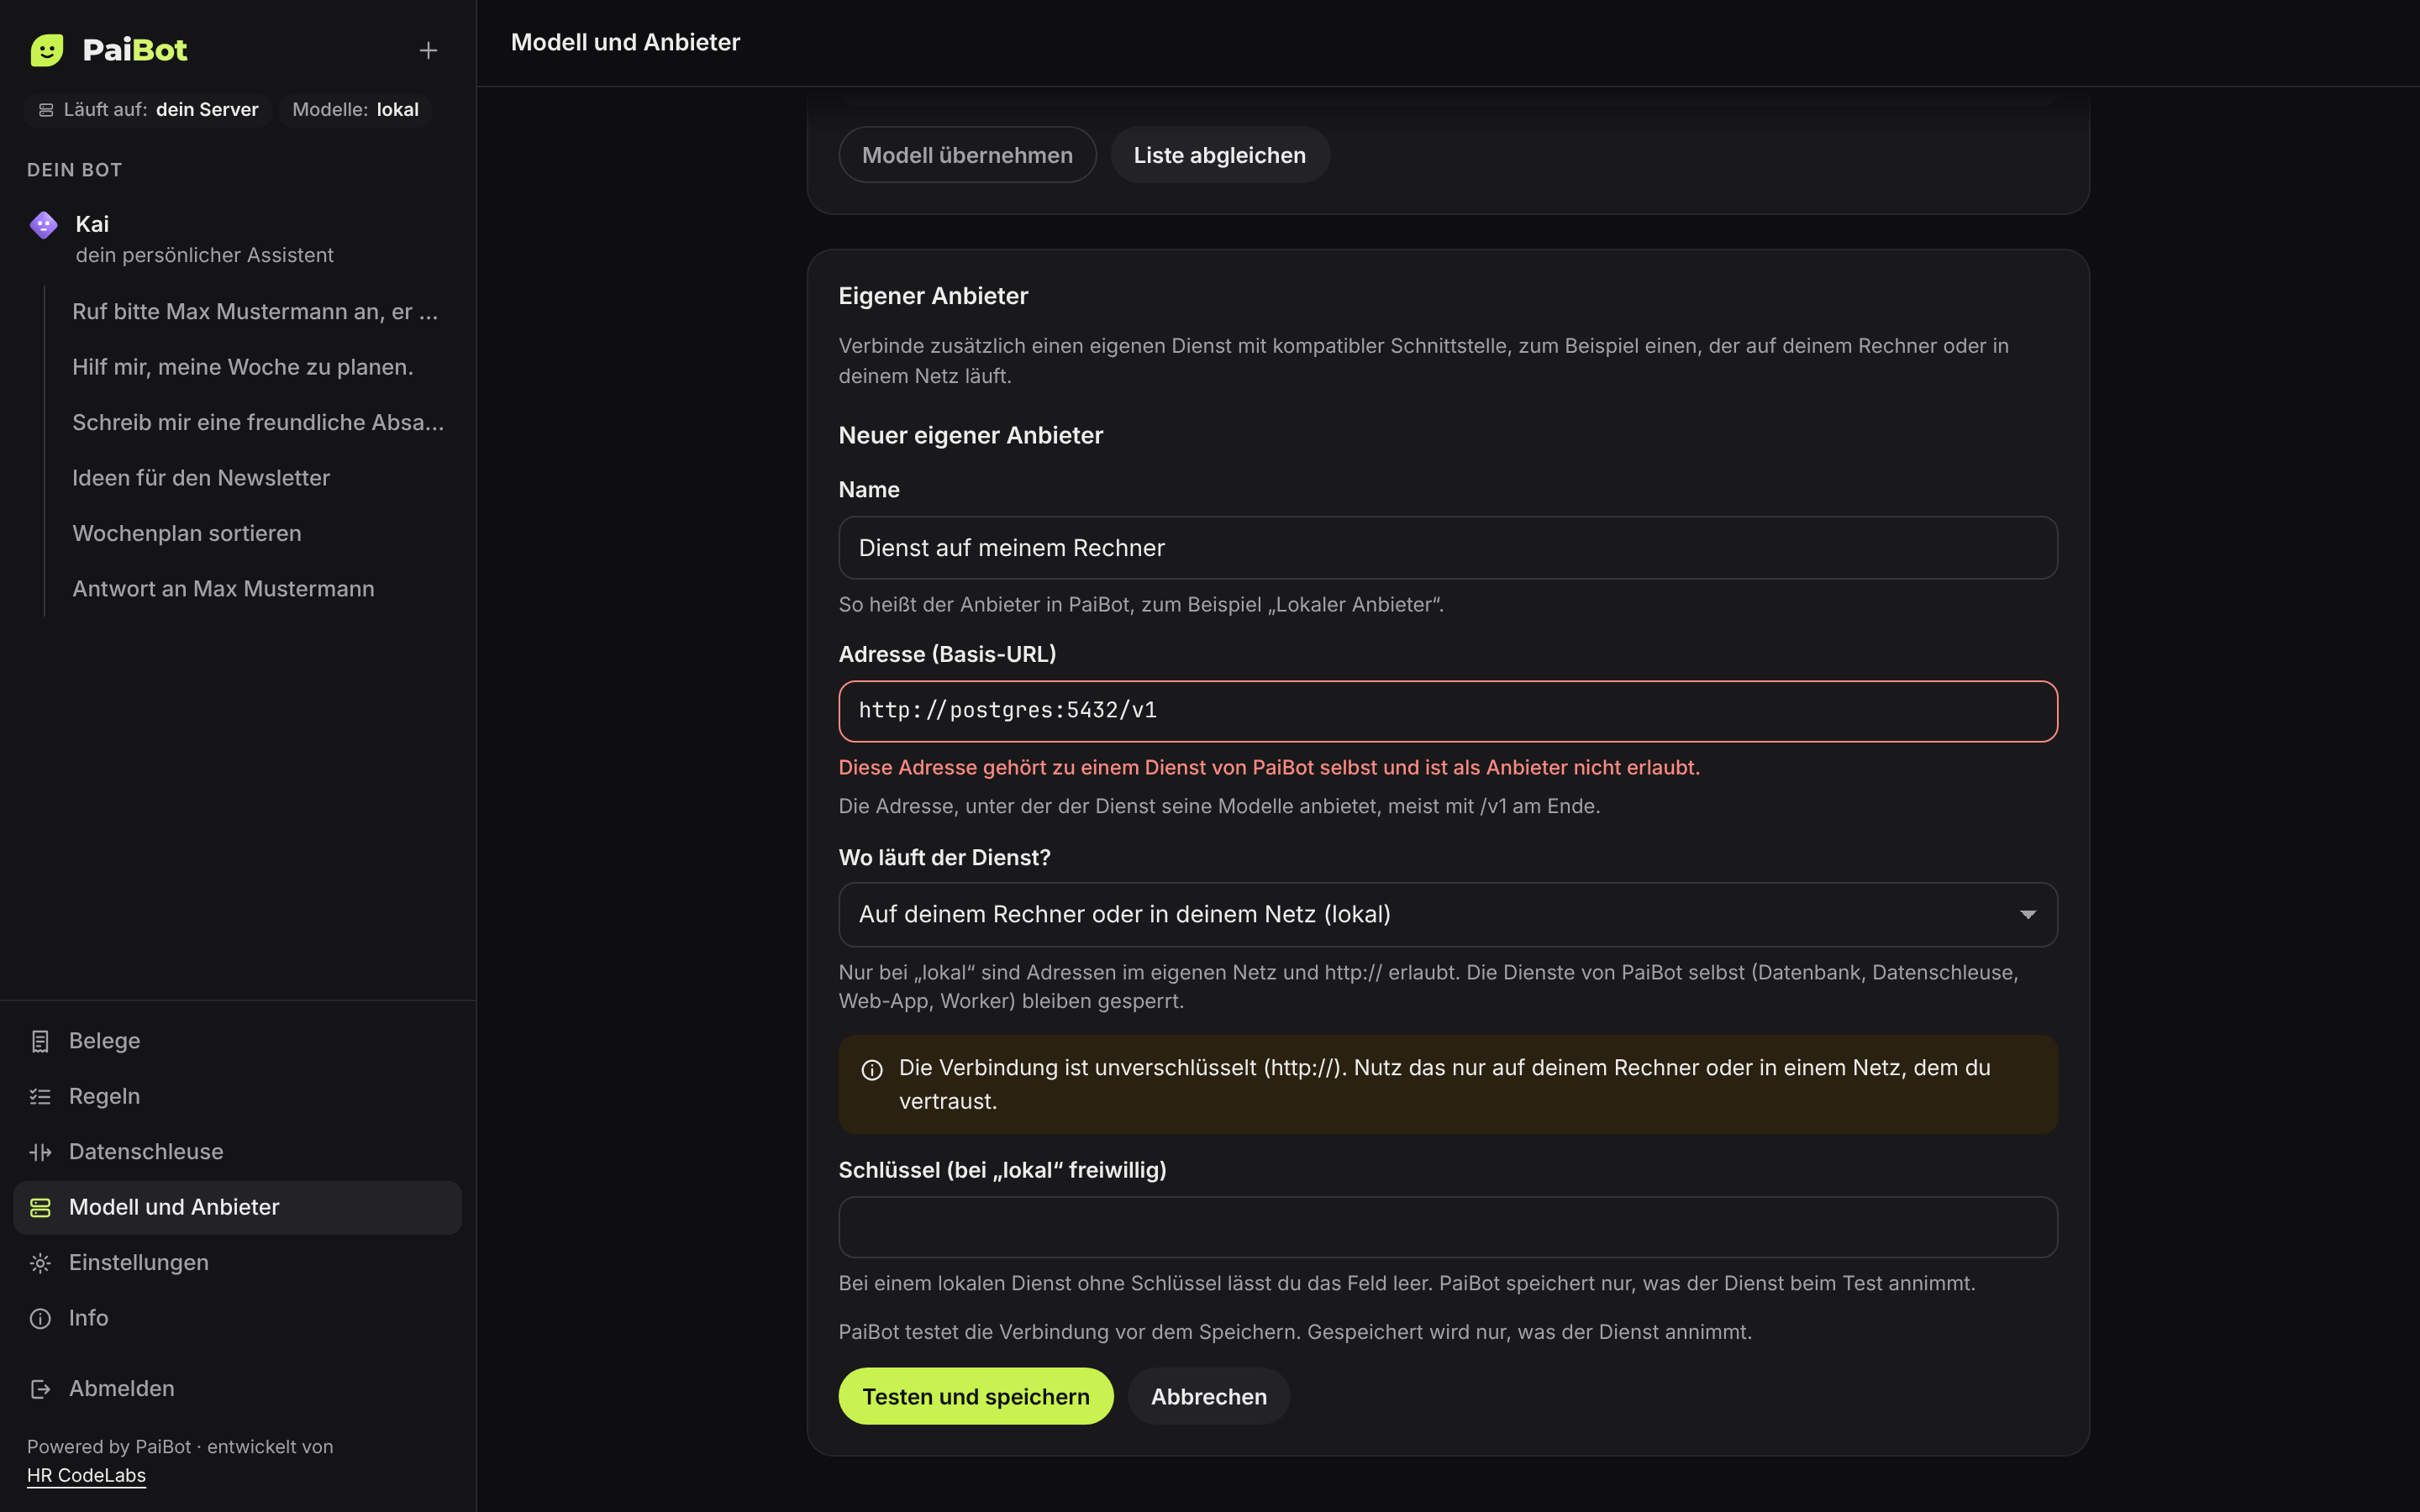 PaiBot
Läuft auf: dein Server
Modelle: lokal
DEIN BOT
Kai
dein persönlicher Assistent
Ruf bitte Max Mustermann an, er ...
Hilf mir, meine Woche zu planen.
Schreib mir eine freundliche Absa...
Ideen für den Newsletter
Wochenplan sortieren
Antwort an Max Mustermann
Belege
Regeln
Datenschleuse
Modell und Anbieter
Einstellungen
Info
Abmelden
Powered by PaiBot · entwickelt von
HR CodeLabs
Modell und Anbieter
Modell übernehmen
Liste abgleichen
Eigener Anbieter
Verbinde zusätzlich einen eigenen Dienst mit kompatibler Schnittstelle, zum Beispiel einen, der auf deinem Rechner oder in
deinem Netz läuft.
Neuer eigener Anbieter
Name
Dienst auf meinem Rechner
So heißt der Anbieter in PaiBot, zum Beispiel „Lokaler Anbieter“.
Adresse (Basis-URL)
http://postgres:5432/v1
Diese Adresse gehört zu einem Dienst von PaiBot selbst und ist als Anbieter nicht erlaubt.
Die Adresse, unter der der Dienst seine Modelle anbietet, meist mit /v1 am Ende.
Wo läuft der Dienst?
Auf deinem Rechner oder in deinem Netz (lokal)
Nur bei „lokal“ sind Adressen im eigenen Netz und http:// erlaubt. Die Dienste von PaiBot selbst (Datenbank, Datenschleuse,
Web-App, Worker) bleiben gesperrt.
Die Verbindung ist unverschlüsselt (http://). Nutz das nur auf deinem Rechner oder in einem Netz, dem du
vertraust.
Schlüssel (bei „lokal“ freiwillig)
Bei einem lokalen Dienst ohne Schlüssel lässt du das Feld leer. PaiBot speichert nur, was der Dienst beim Test annimmt.
PaiBot testet die Verbindung vor dem Speichern. Gespeichert wird nur, was der Dienst annimmt.
Testen und speichern
Abbrechen